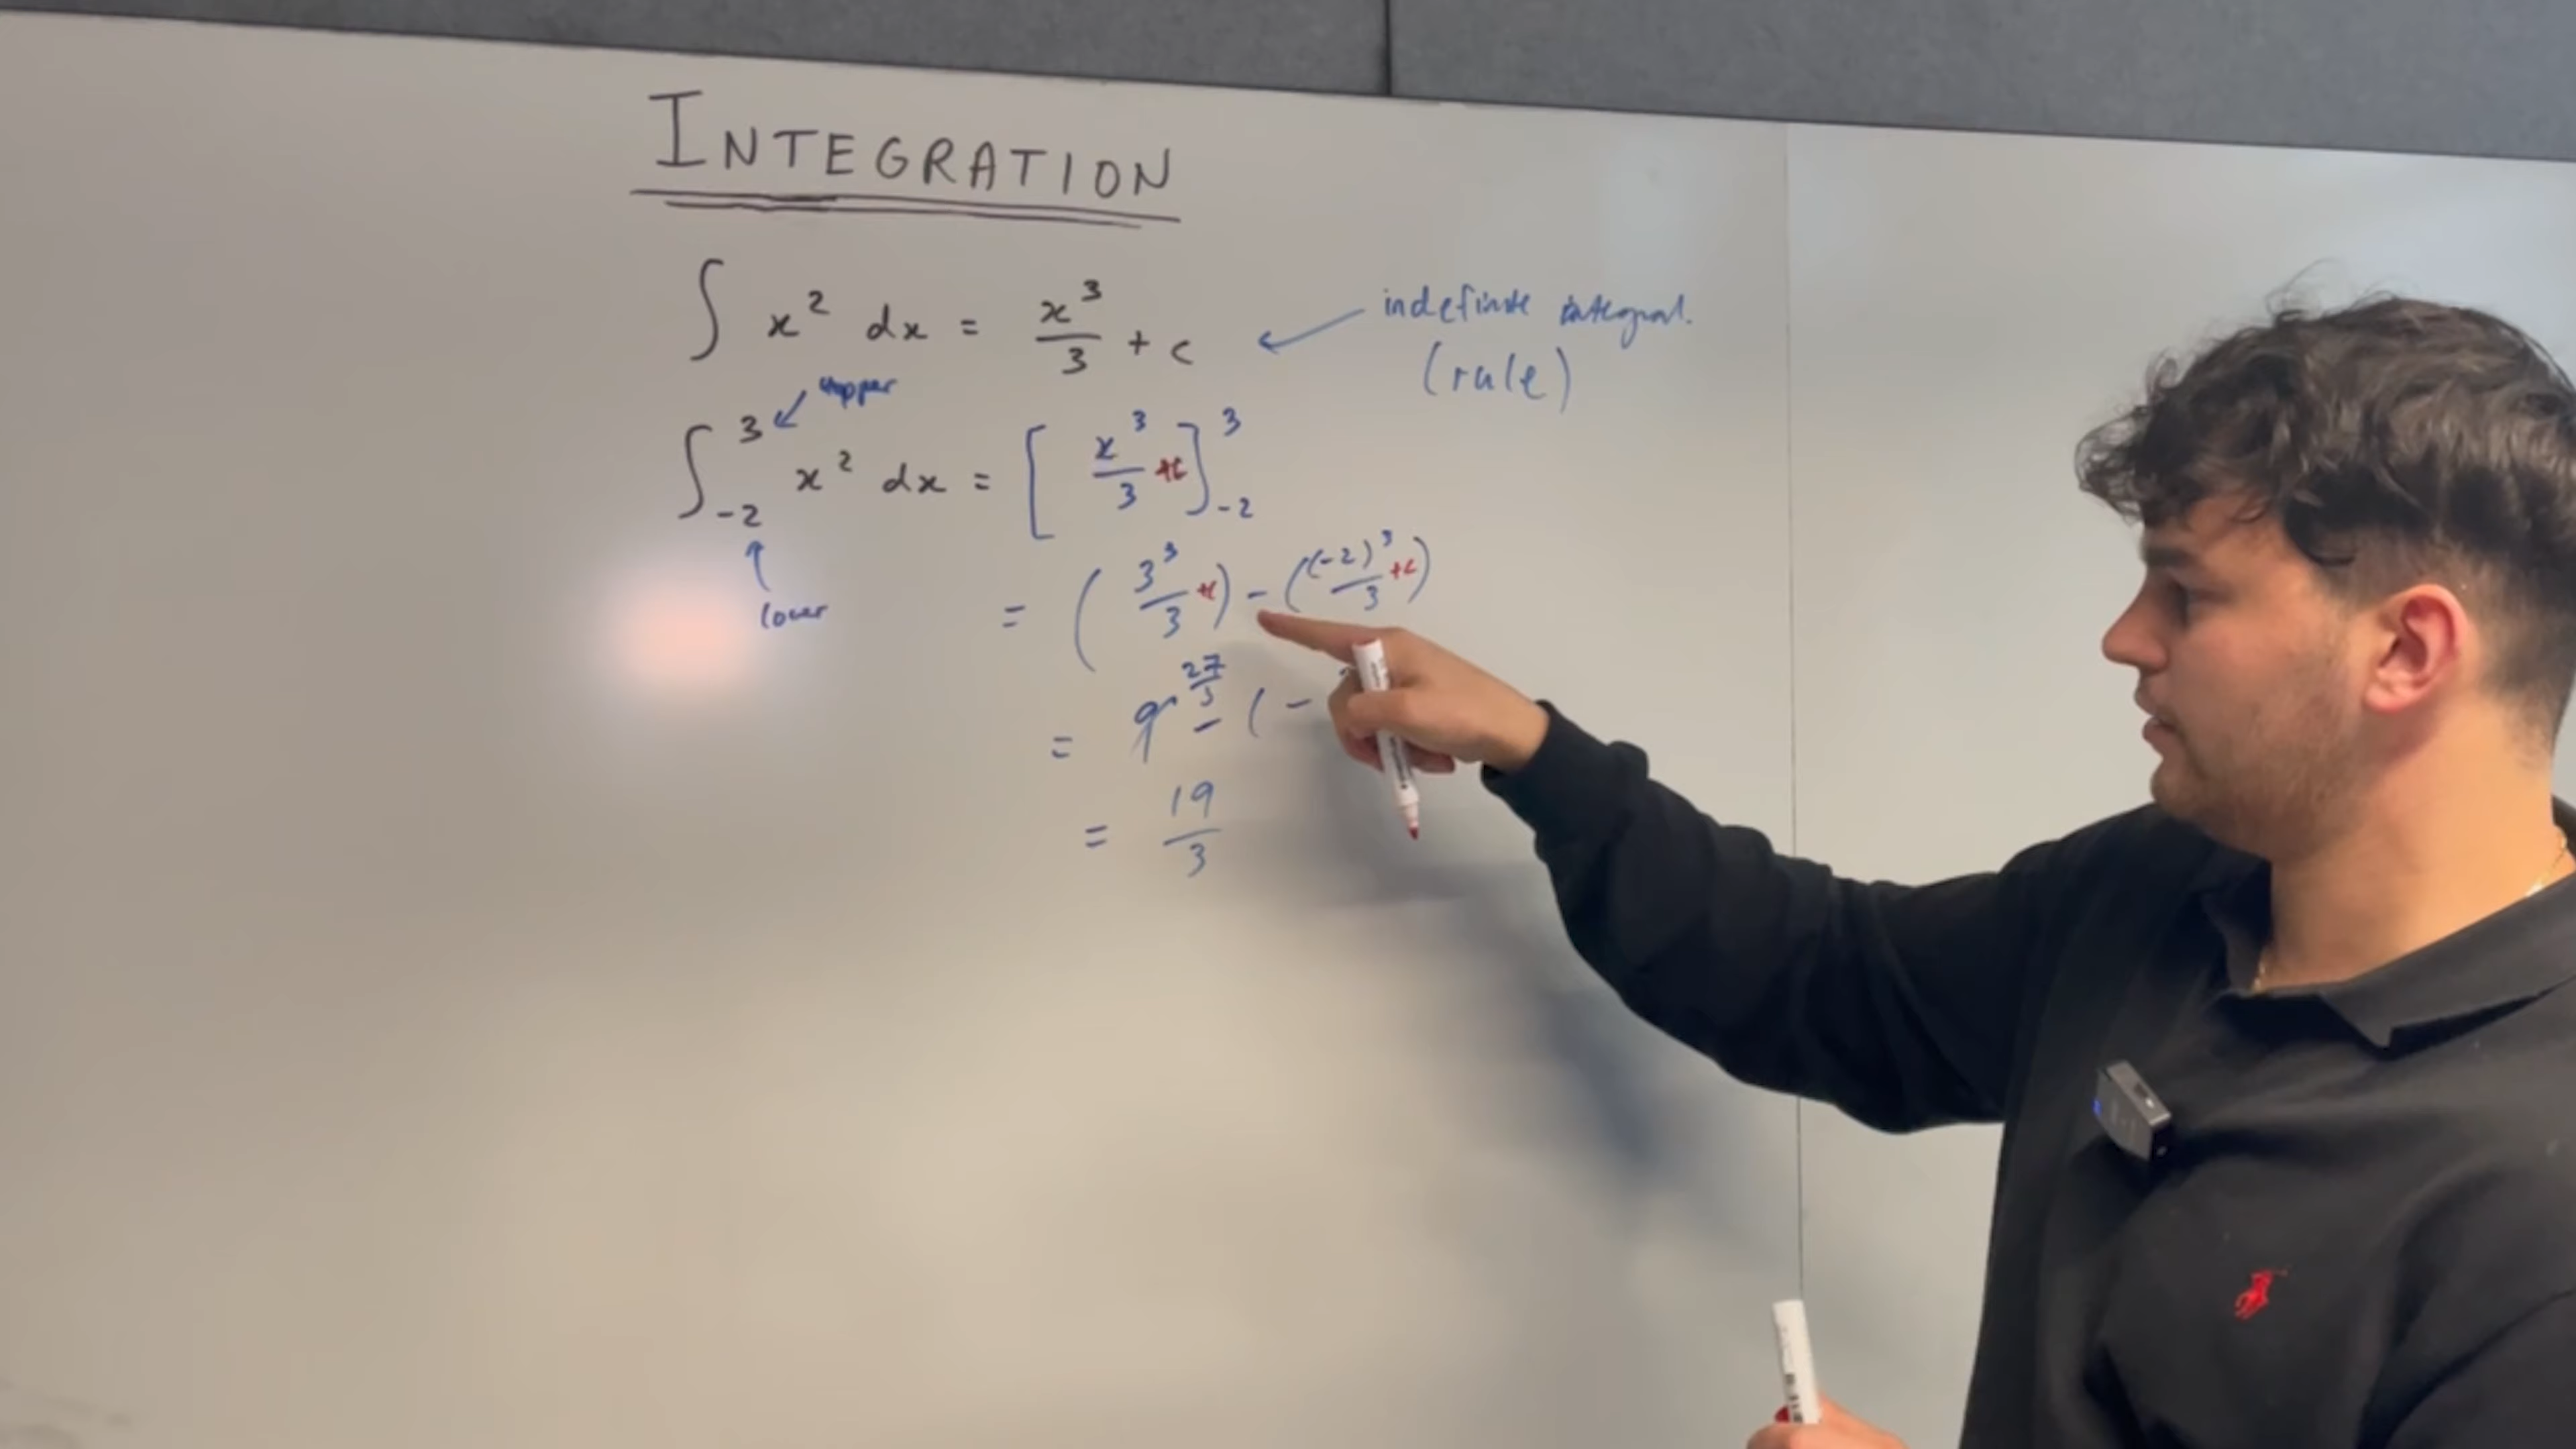 INTEGRATION
∫ x² dx = x³/3 + c
indefinite integral.
(rule)
upper
∫₋₂³ x² dx = [x³/3 +c]₋₂³
lower
= (3³/3 +c) - ((-2)³/3 +c)
27/3
= 9 - (-
= 19/3